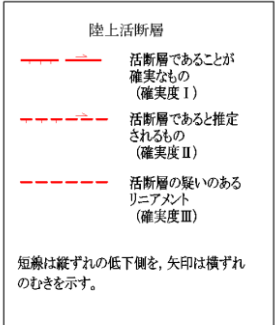 陸上活断層
活断層であることが
確実なもの
(確実度Ⅰ)
活断層であると推定
されるもの
(確実度Ⅱ)
活断層の疑いのある
リニアメント
(確実度Ⅲ)
短線は縦ずれの低下側を,矢印は横ずれ
のむきを示す。